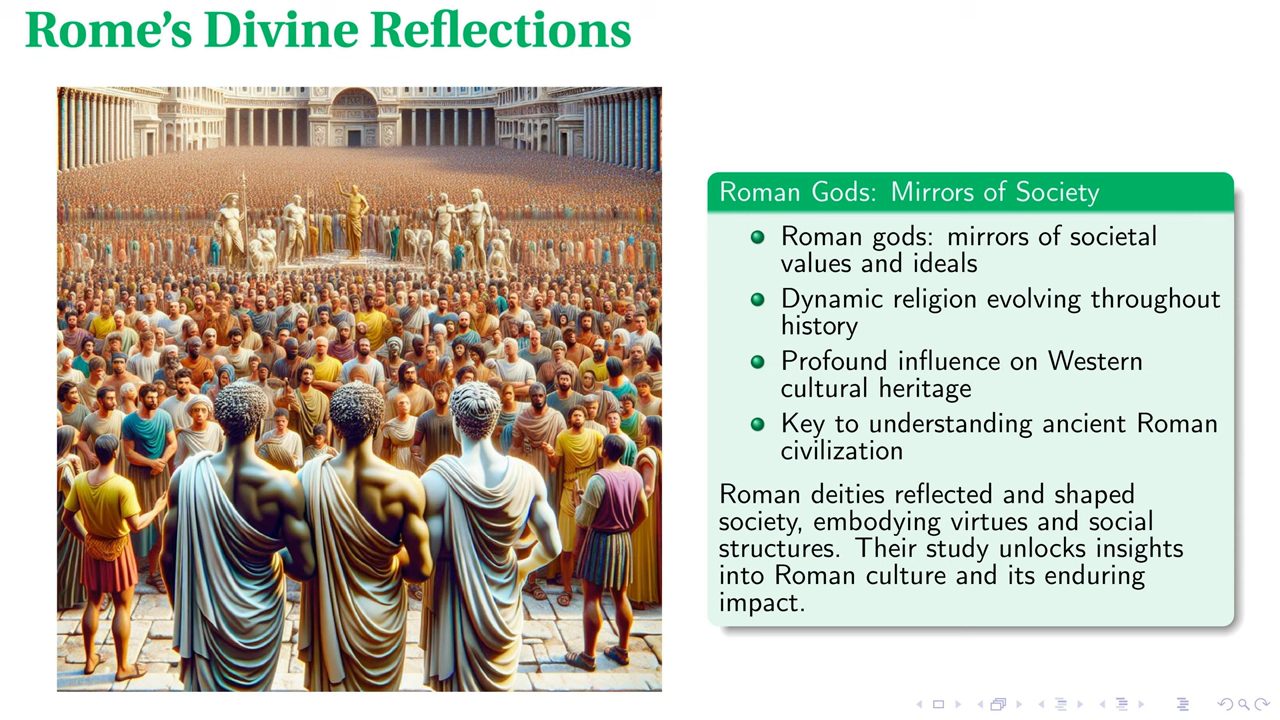 Rome's Divine Reflections
Roman Gods: Mirrors of Society
Roman gods: mirrors of societal
values and ideals
Dynamic religion evolving throughout
history
Profound influence on Western
cultural heritage
Key to understanding ancient Roman
civilization
Roman deities reflected and shaped
society, embodying virtues and social
structures. Their study unlocks insights
into Roman culture and its enduring
impact.